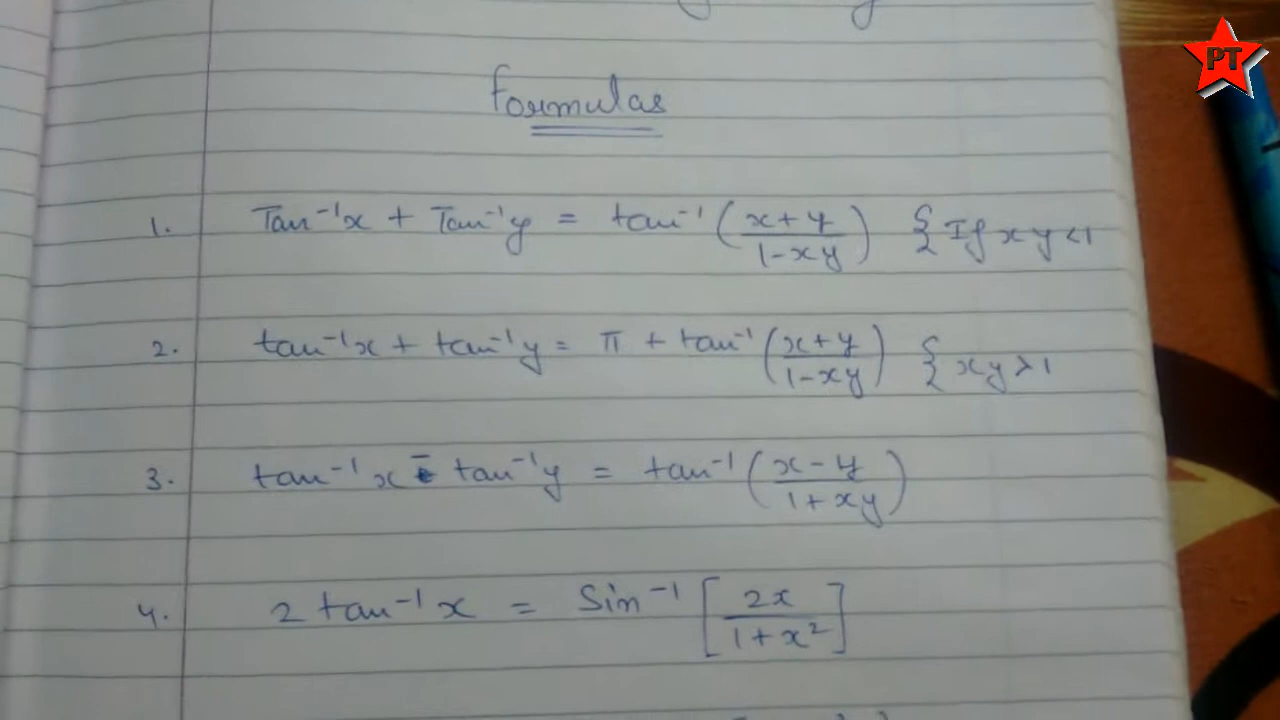 PT
Formulas
1. Tan⁻¹x + Tan⁻¹y = tan⁻¹ (x+y / 1-xy) { If xy <1
2. tan⁻¹x + tan⁻¹y = π + tan⁻¹ (x+y / 1-xy) { xy > 1
3. tan⁻¹x - tan⁻¹y = tan⁻¹ (x-y / 1+xy)
4. 2 tan⁻¹x = Sin⁻¹ [2x / 1+x²]